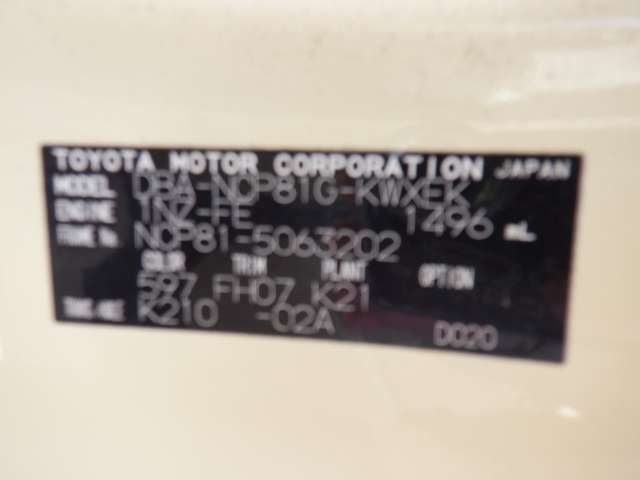 TOYOTA MOTOR CORPORATION JAPAN
MODEL DBA-NCP81G-KWXEK
ENGINE 1NZ-FE 1496 mL
FRAME No. NCP81-5063202
COLOR TRIM PLANT OPTION
597 FH07 K21
TRANS./AXLE K210 -02A D020